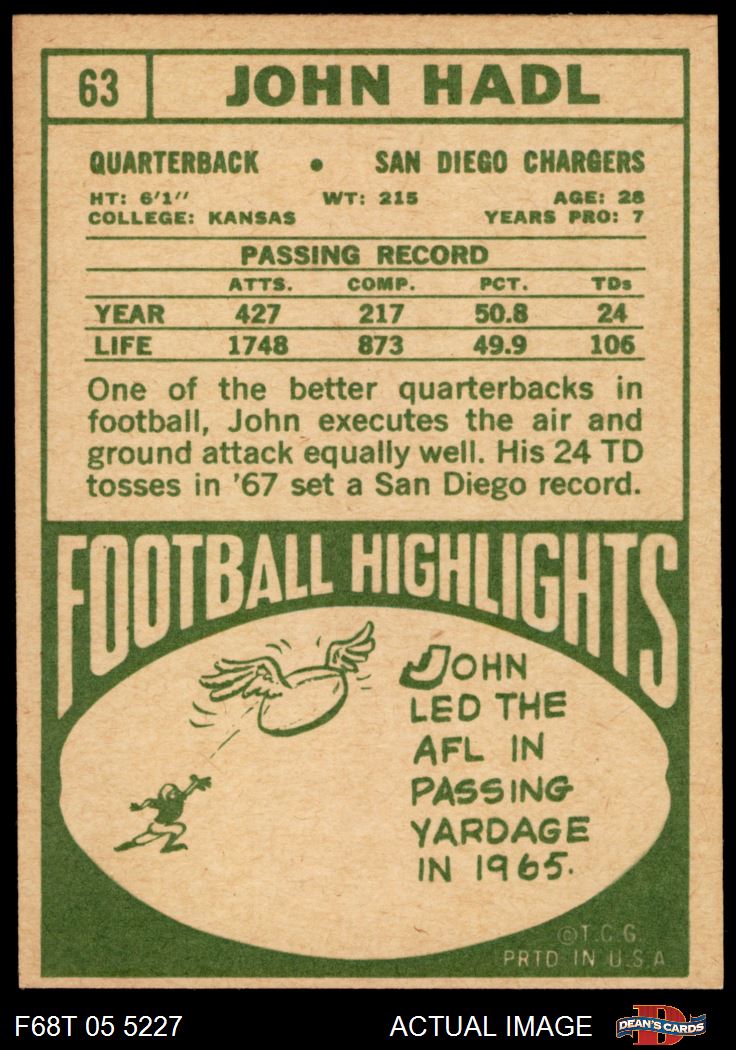 63 JOHN HADL
QUARTERBACK • SAN DIEGO CHARGERS
HT: 6'1" WT: 215 AGE: 28
COLLEGE: KANSAS YEARS PRO: 7
PASSING RECORD
ATTS. COMP. PCT. TDs
YEAR 427 217 50.8 24
LIFE 1748 873 49.9 106
One of the better quarterbacks in
football, John executes the air and
ground attack equally well. His 24 TD
tosses in '67 set a San Diego record.
FOOTBALL HIGHLIGHTS
JOHN
LED THE
AFL IN
PASSING
YARDAGE
IN 1965.
©T.C.G.
PRTD IN U.S.A
F68T 05 5227 ACTUAL IMAGE D DEAN'S CARDS